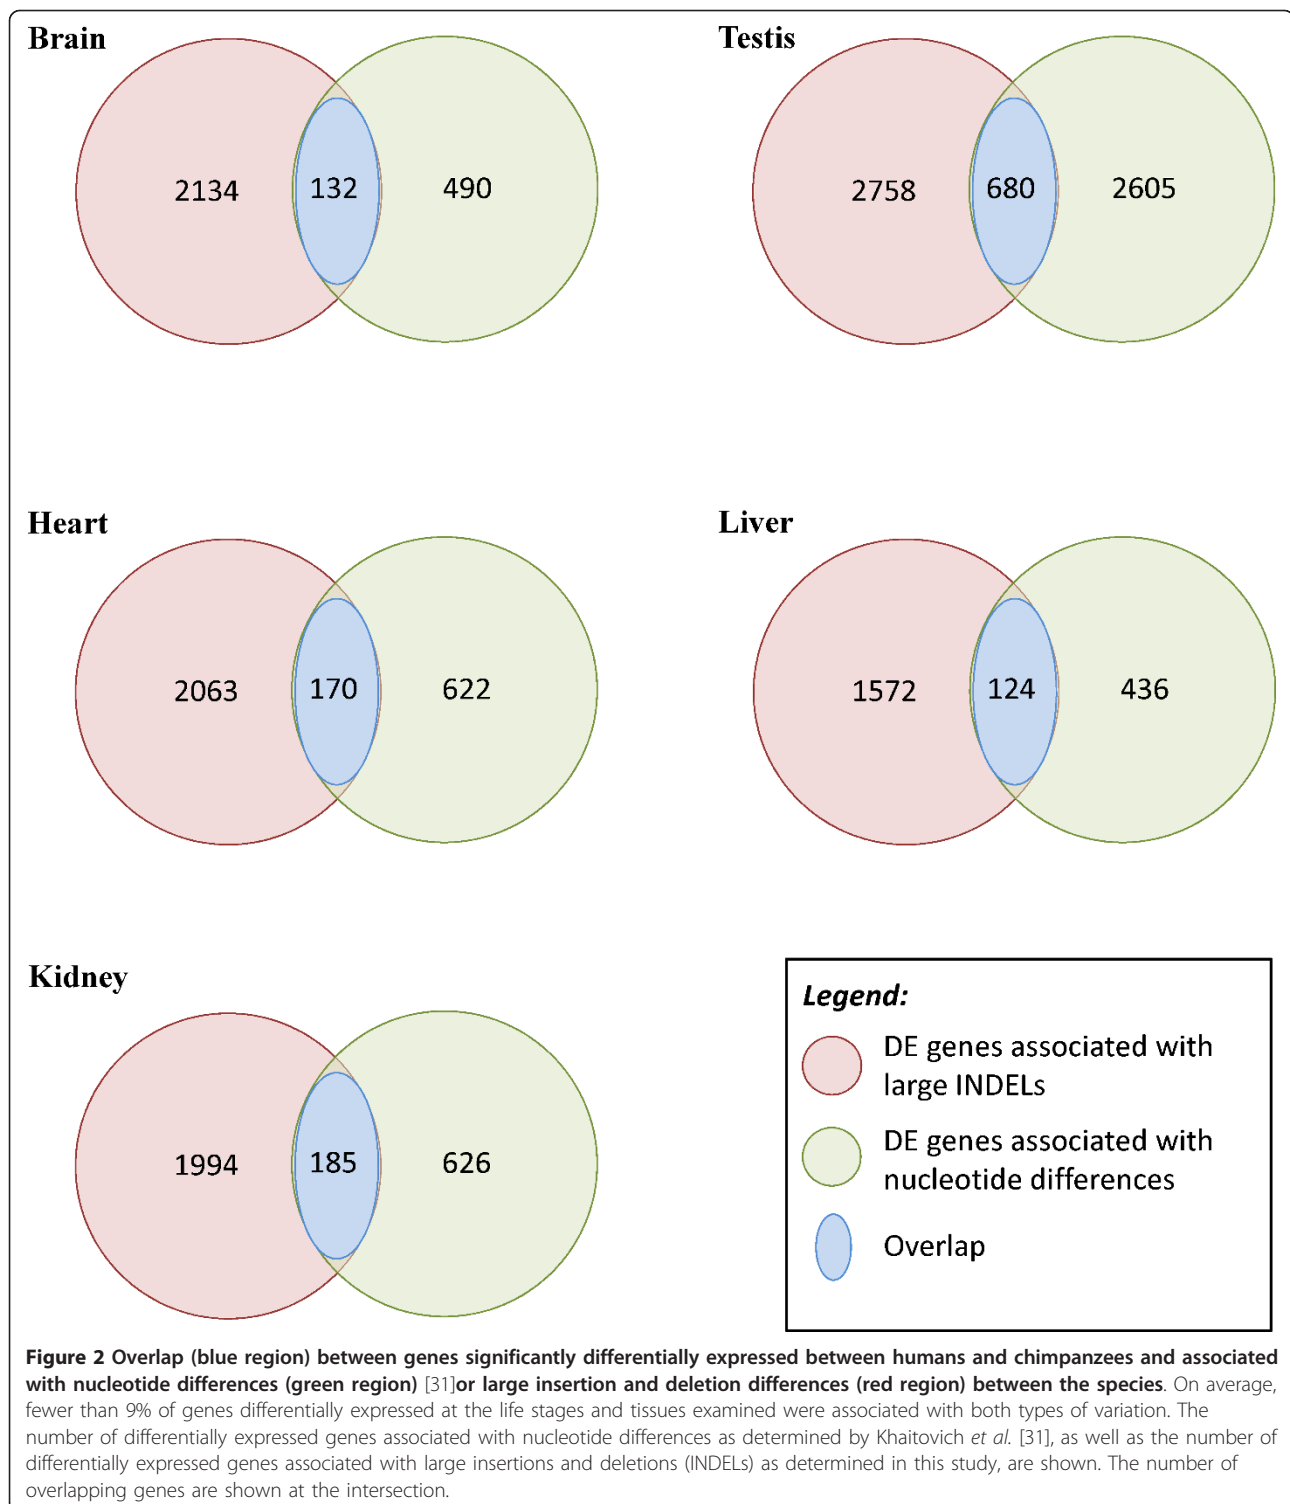 Brain
2134
132
490
Testis
2758
680
2605
Heart
2063
170
622
Liver
1572
124
436
Kidney
1994
185
626
Legend:
DE genes associated with
large INDELs
DE genes associated with
nucleotide differences
Overlap
Figure 2 Overlap (blue region) between genes significantly differentially expressed between humans and chimpanzees and associated
with nucleotide differences (green region) [31]or large insertion and deletion differences (red region) between the species. On average,
fewer than 9% of genes differentially expressed at the life stages and tissues examined were associated with both types of variation. The
number of differentially expressed genes associated with nucleotide differences as determined by Khaitovich et al. [31], as well as the number of
differentially expressed genes associated with large insertions and deletions (INDELs) as determined in this study, are shown. The number of
overlapping genes are shown at the intersection.